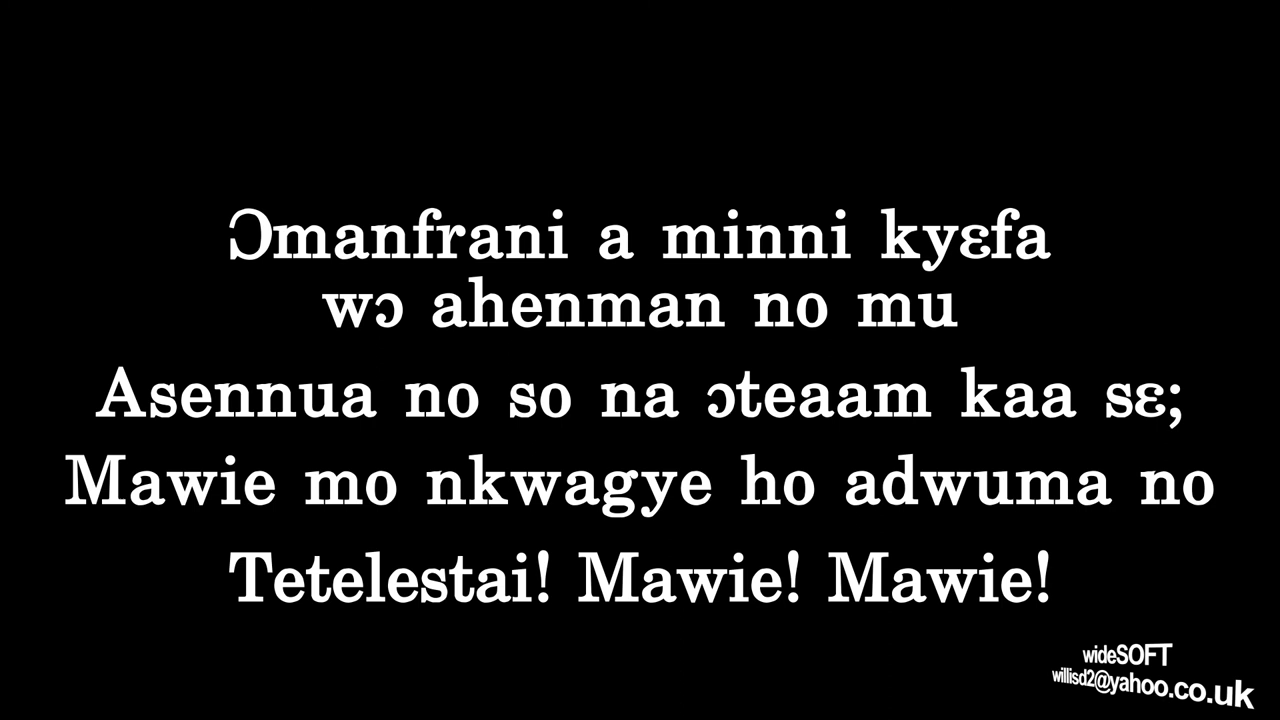 Ɔmanfrani a minni kyɛfa
wɔ ahenman no mu
Asennua no so na ɔteaam kaa sɛ;
Mawie mo nkwagye ho adwuma no
Tetelestai! Mawie! Mawie!
wideSOFT
willisd2@yahoo.co.uk